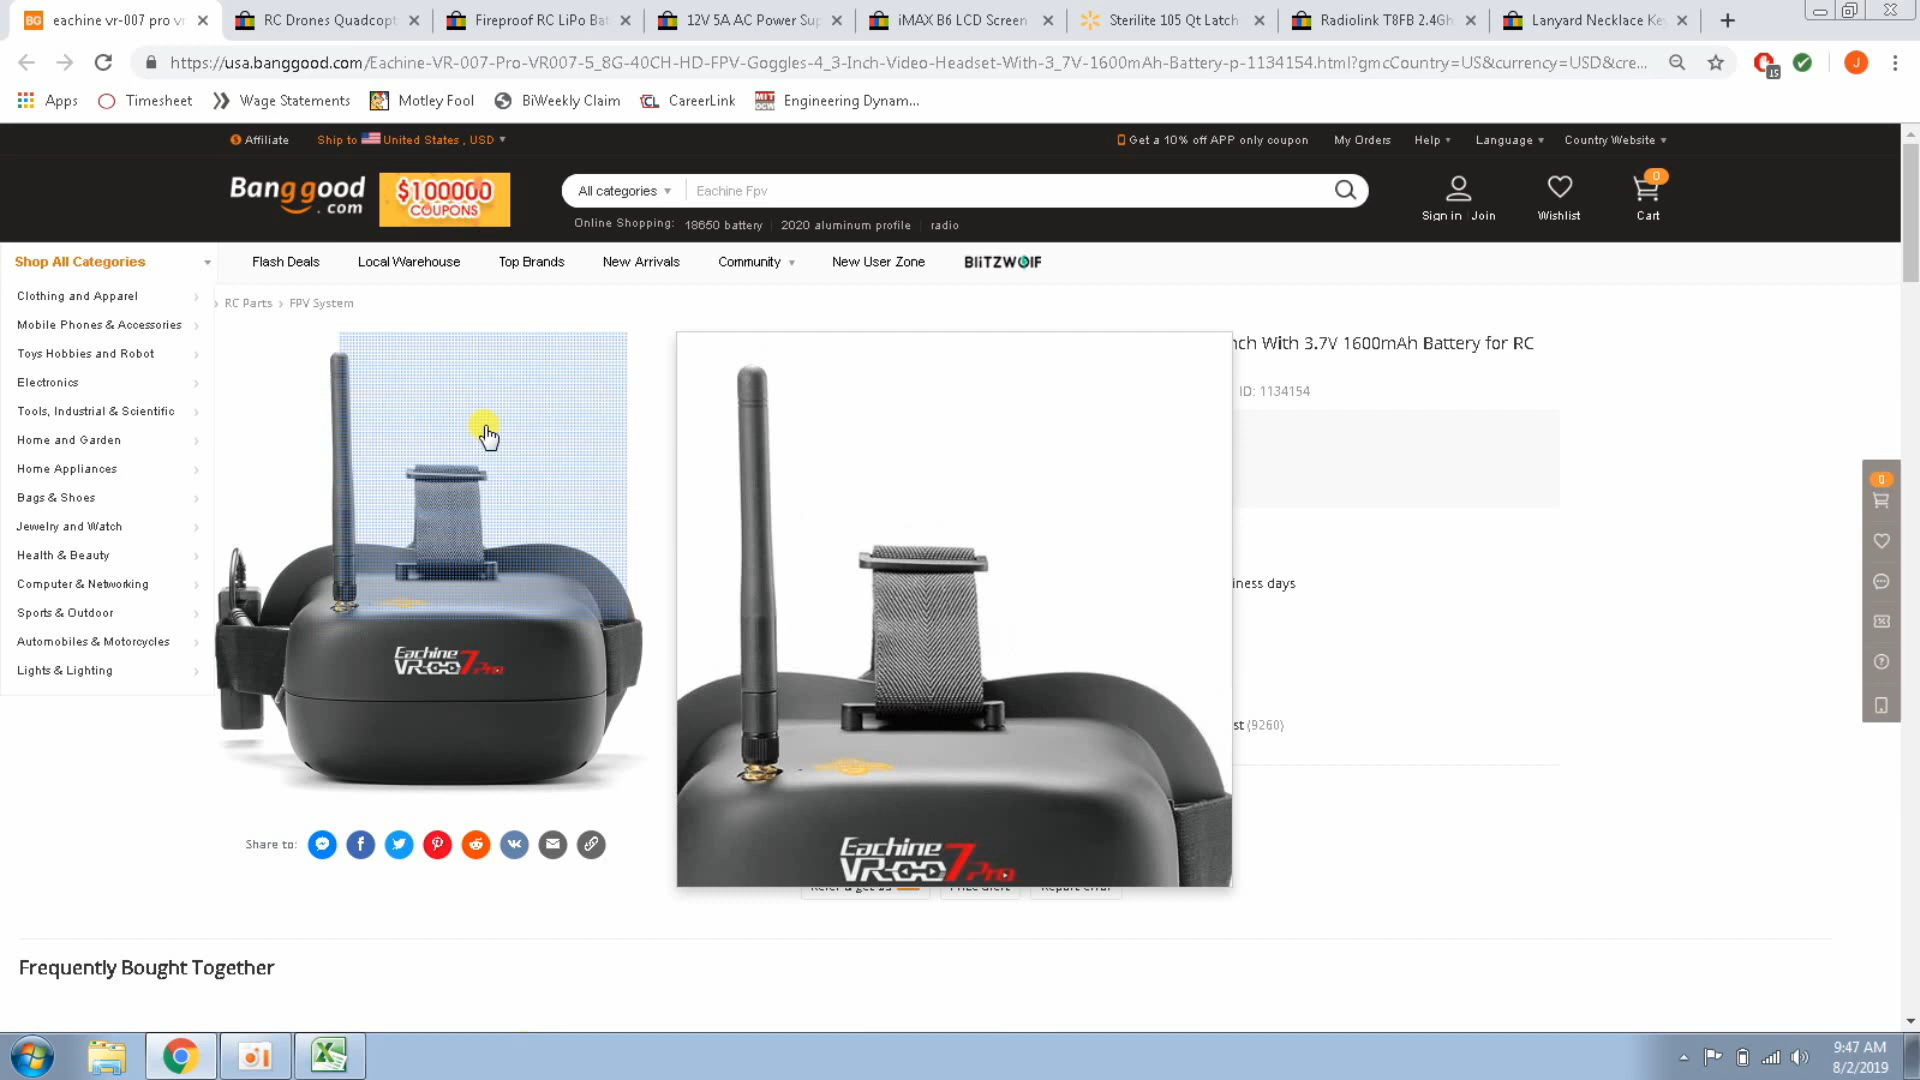 eachine vr-007 pro vr
RC Drones Quadcopt
Fireproof RC LiPo Bat
12V 5A AC Power Sup
iMAX B6 LCD Screen
Sterilite 105 Qt Latch
Radiolink T8FB 2.4Gh
Lanyard Necklace Ke
https://usa.banggood.com/Eachine-VR-007-Pro-VR007-5_8G-40CH-HD-FPV-Goggles-4_3-Inch-Video-Headset-With-3_7V-1600mAh-Battery-p-1134154.html?gmcCountry=US&currency=USD&cre...
15
J
Apps
Timesheet
Wage Statements
Motley Fool
BiWeekly Claim
CareerLink
Engineering Dynam...
Affiliate
Ship to United States , USD
Get a 10% off APP only coupon
My Orders
Help
Language
Country Website
Banggood.com
$100000 COUPONS
All categories
Eachine Fpv
Online Shopping: 18650 battery 2020 aluminum profile radio
Sign in Join
Wishlist
0
Cart
Shop All Categories
Flash Deals
Local Warehouse
Top Brands
New Arrivals
Community
New User Zone
BLITZWOLF
Clothing and Apparel
Mobile Phones & Accessories
Toys Hobbies and Robot
Electronics
Tools, Industrial & Scientific
Home and Garden
Home Appliances
Bags & Shoes
Jewelry and Watch
Health & Beauty
Computer & Networking
Sports & Outdoor
Automobiles & Motorcycles
Lights & Lighting
› RC Parts › FPV System
nch With 3.7V 1600mAh Battery for RC
ID: 1134154
iness days
st (9260)
Eachine
VR-007 Pro
Eachine
VR-007 Pro
Share to:
0
Frequently Bought Together
9:47 AM
8/2/2019